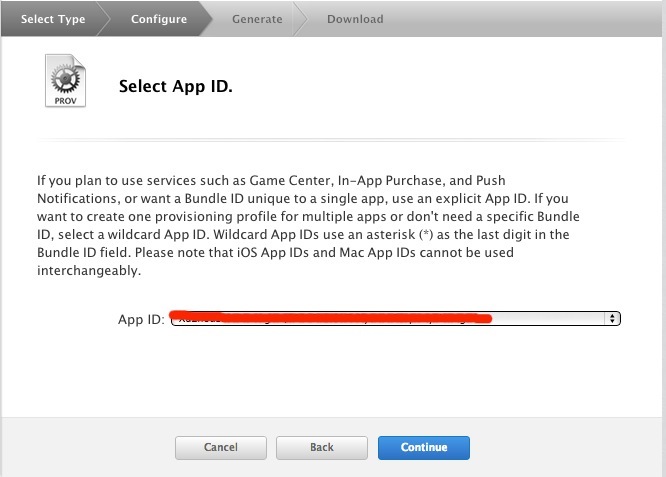 Select Type Configure Generate Download
PROV
Select App ID.
If you plan to use services such as Game Center, In-App Purchase, and Push
Notifications, or want a Bundle ID unique to a single app, use an explicit App ID. If you
want to create one provisioning profile for multiple apps or don't need a specific Bundle
ID, select a wildcard App ID. Wildcard App IDs use an asterisk (*) as the last digit in the
Bundle ID field. Please note that iOS App IDs and Mac App IDs cannot be used
interchangeably.
App ID:
Cancel Back Continue